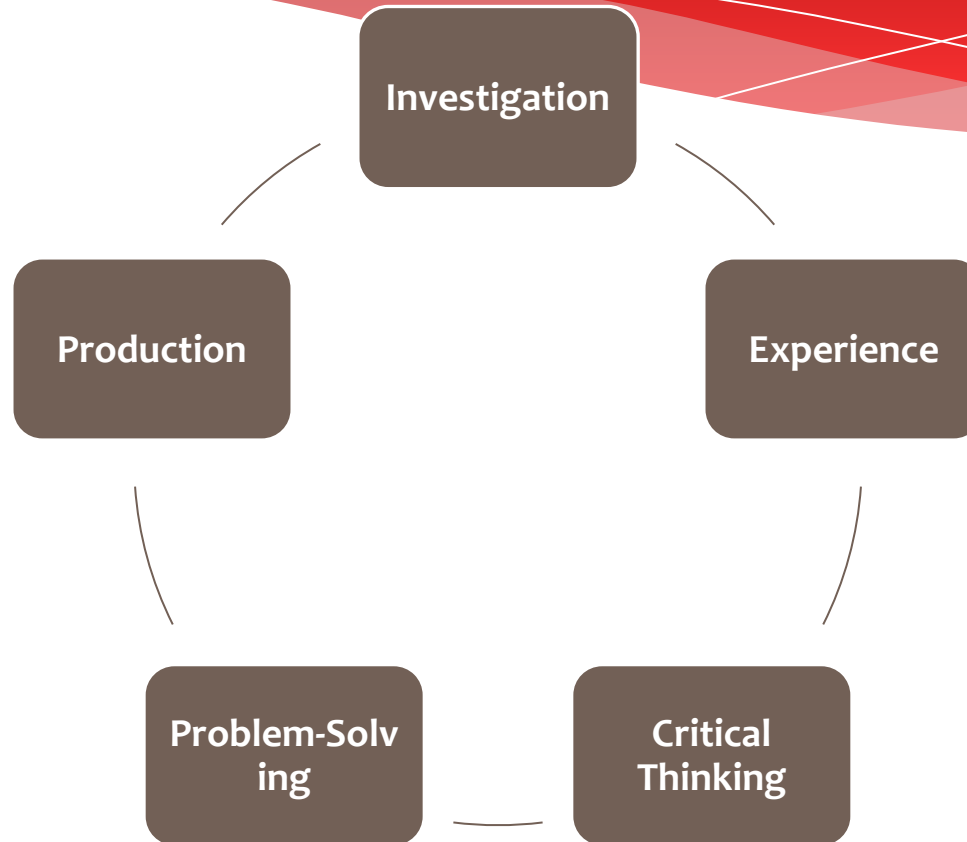 Investigation
Production
Experience
Problem-Solv
ing
Critical
Thinking